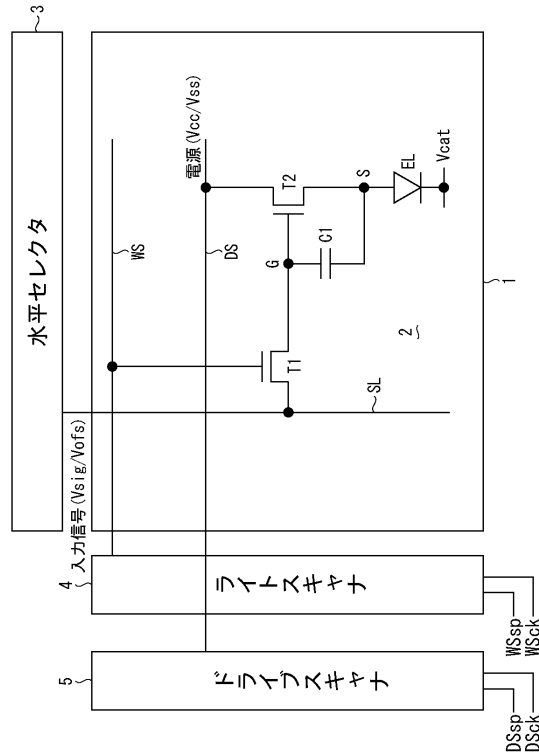 3
水平セレクタ
入力信号(Vsig/Vofs)
電源(Vcc/Vss)
WS
DS
T2
G
C1
S
EL
Vcat
T1
2
SL
1
4
ライトスキャナ
WSsp
WSck
5
ドライブスキャナ
DSsp
DSck